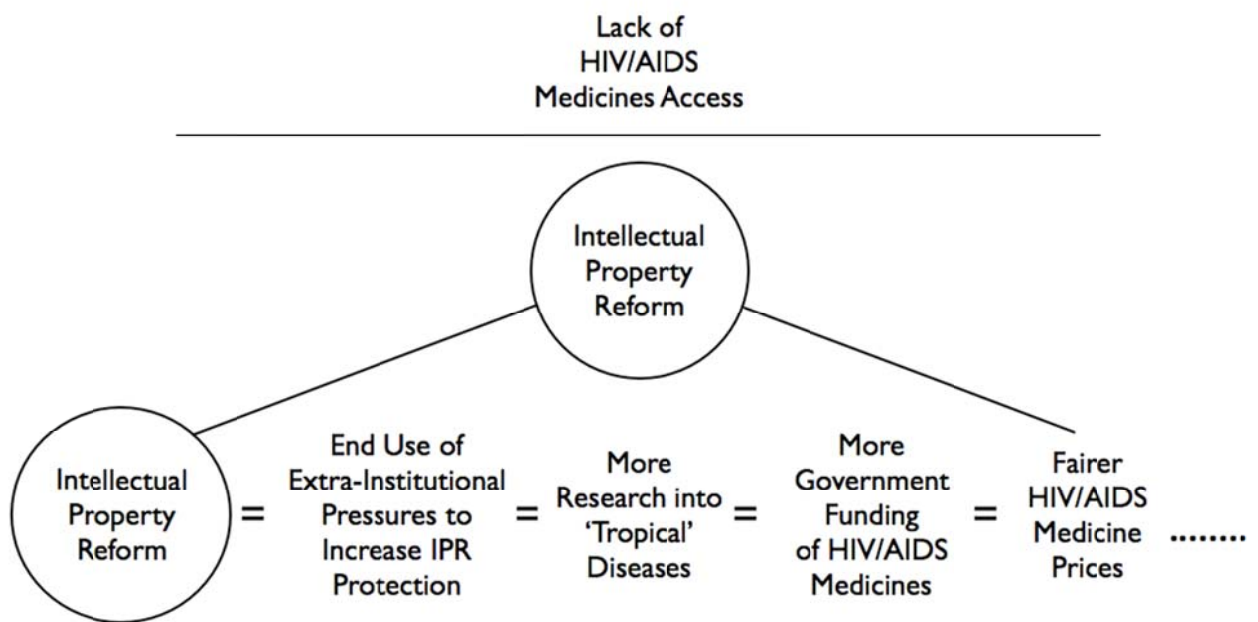 Lack of
HIV/AIDS
Medicines Access
Intellectual
Property
Reform
Intellectual
Property
Reform
=
End Use of
Extra-Institutional
Pressures to
Increase IPR
Protection
=
More
Research into
‘Tropical’
Diseases
=
More
Government
Funding
of HIV/AIDS
Medicines
=
Fairer
HIV/AIDS
Medicine
Prices
........